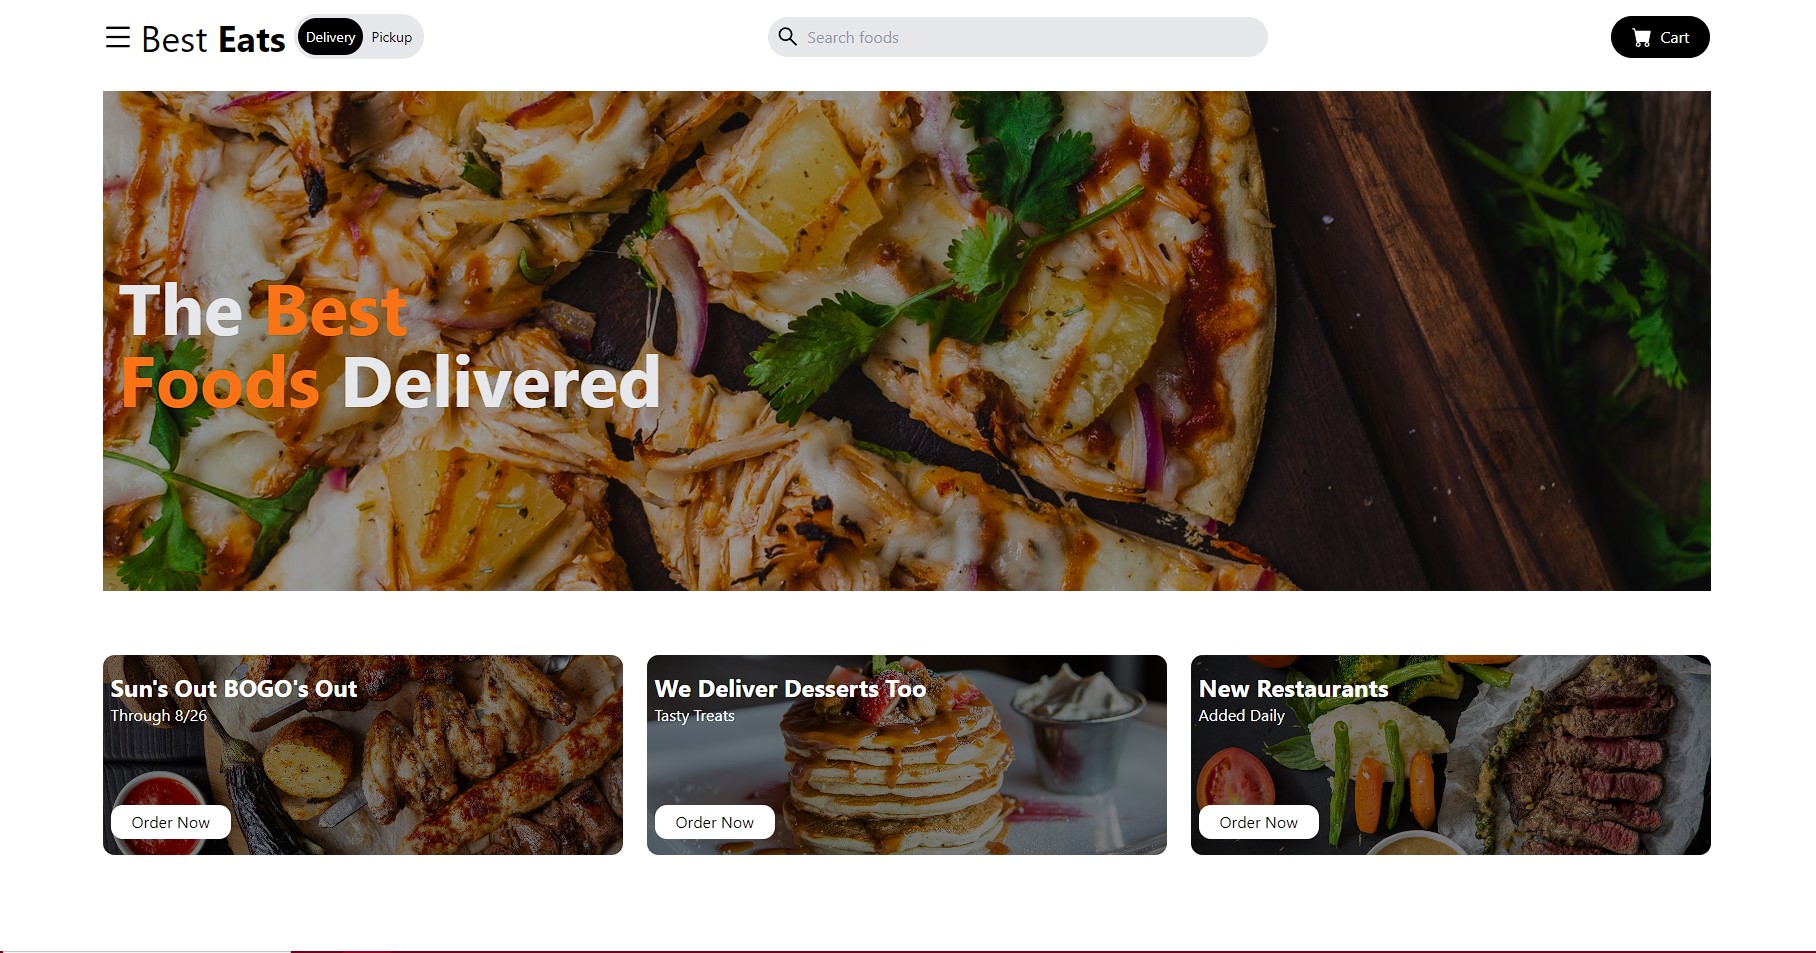 Best Eats
Delivery Pickup
Search foods
Cart
The Best
Foods Delivered
Sun's Out BOGO's Out
Through 8/26
Order Now
We Deliver Desserts Too
Tasty Treats
Order Now
New Restaurants
Added Daily
Order Now